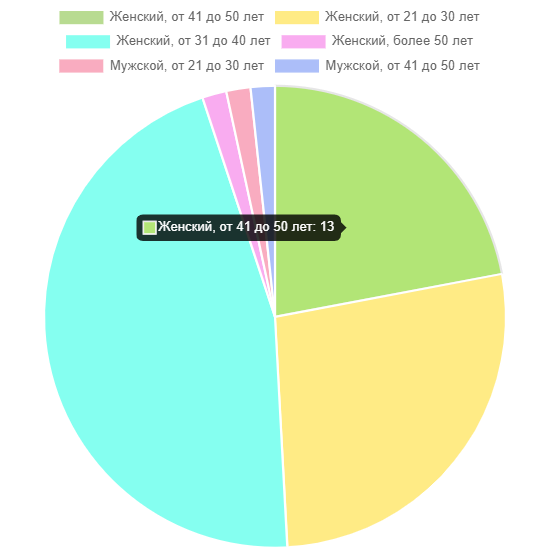 Женский, от 41 до 50 лет
Женский, от 21 до 30 лет
Женский, от 31 до 40 лет
Женский, более 50 лет
Мужской, от 21 до 30 лет
Мужской, от 41 до 50 лет
Женский, от 41 до 50 лет: 13